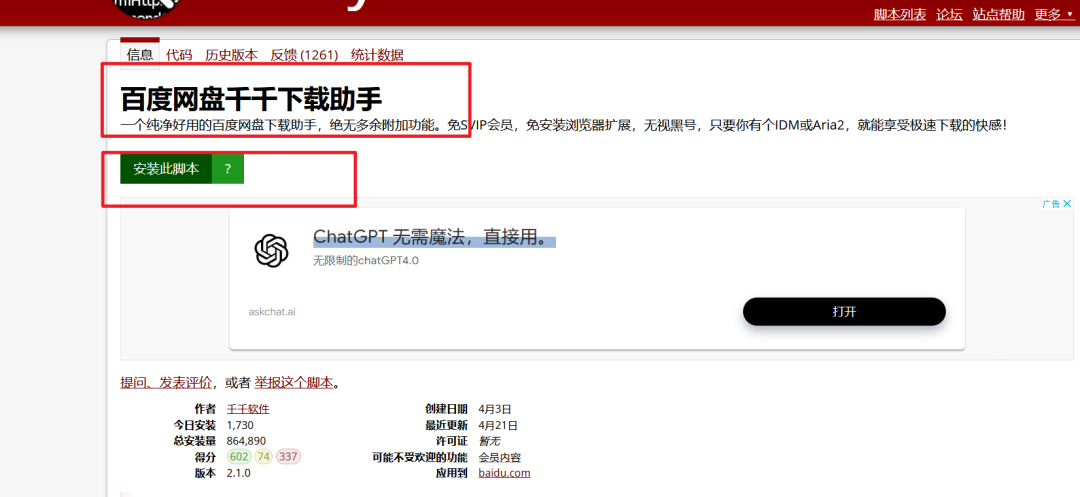 脚本列表 论坛 站点帮助 更多
信息 代码 历史版本 反馈 (1261) 统计数据
百度网盘千千下载助手
一个纯净好用的百度网盘下载助手，绝无多余附加功能。免SVIP会员，免安装浏览器扩展，无视黑号，只要你有个IDM或Aria2，就能享受极速下载的快感！
安装此脚本 ?
广告
ChatGPT 无需魔法，直接用。
无限制的chatGPT4.0
askchat.ai
打开
提问、发表评价，或者 举报这个脚本。
作者 千千软件 创建日期 4月3日
今日安装 1,730 最近更新 4月21日
总安装量 864,890 许可证 暂无
得分 602 74 337 可能不受欢迎的功能 会员内容
版本 2.1.0 应用到 baidu.com